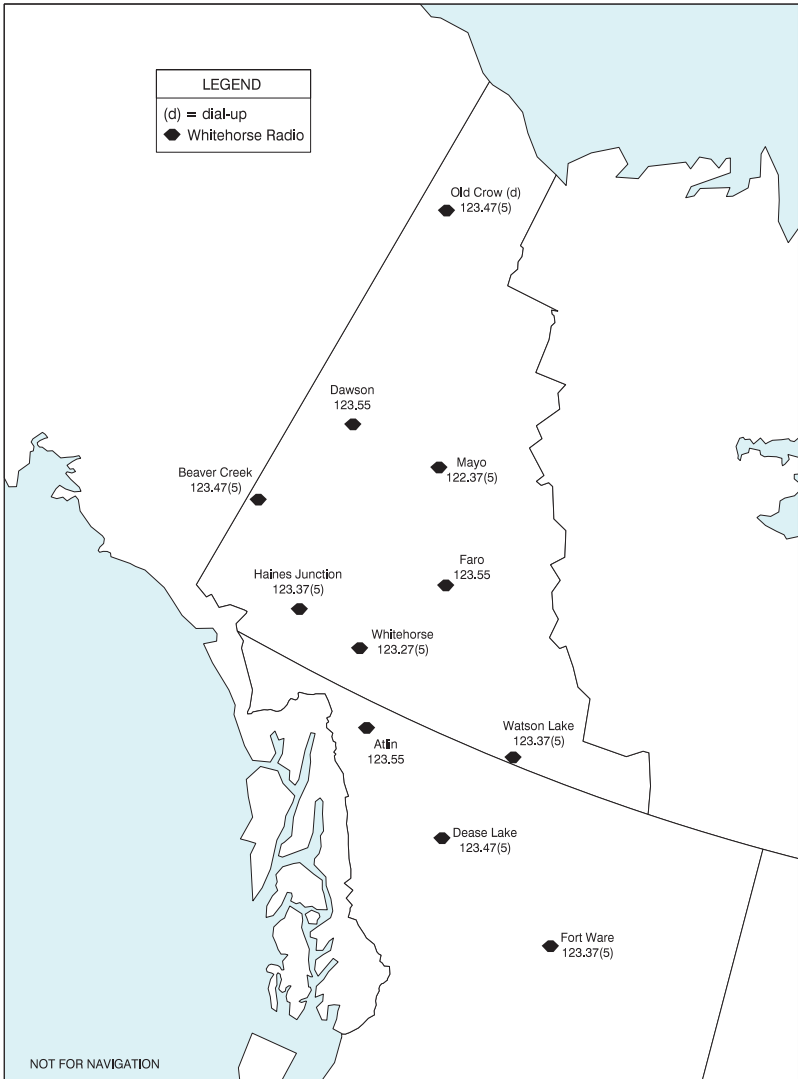 LEGEND
(d) = dial-up
Whitehorse Radio
Old Crow (d)
123.47(5)
Dawson
123.55
Mayo
122.37(5)
Beaver Creek
123.47(5)
Faro
123.55
Haines Junction
123.37(5)
Whitehorse
123.27(5)
Watson Lake
123.37(5)
Atlin
123.55
Dease Lake
123.47(5)
Fort Ware
123.37(5)
NOT FOR NAVIGATION